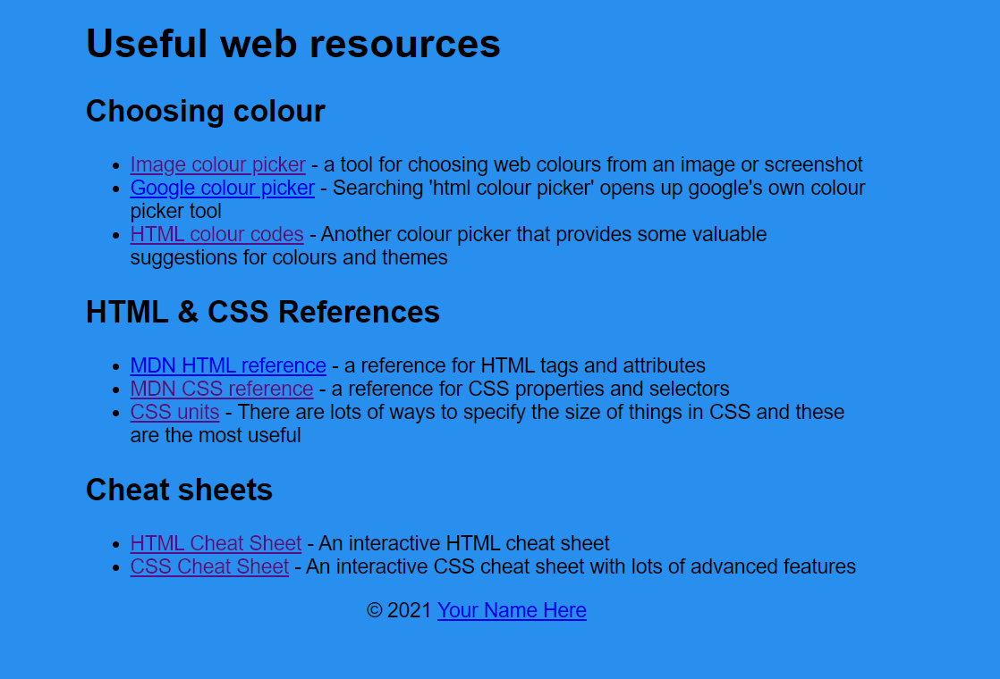 Useful web resources
Choosing colour
Image colour picker - a tool for choosing web colours from an image or screenshot
Google colour picker - Searching 'html colour picker' opens up google's own colour
picker tool
HTML colour codes - Another colour picker that provides some valuable
suggestions for colours and themes
HTML & CSS References
MDN HTML reference - a reference for HTML tags and attributes
MDN CSS reference - a reference for CSS properties and selectors
CSS units - There are lots of ways to specify the size of things in CSS and these
are the most useful
Cheat sheets
HTML Cheat Sheet - An interactive HTML cheat sheet
CSS Cheat Sheet - An interactive CSS cheat sheet with lots of advanced features
© 2021 Your Name Here